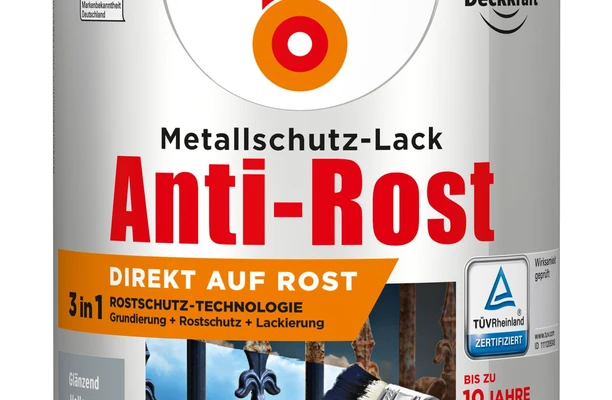 Markenbekanntheit
Deutschland
Deckkraft
Metallschutz-Lack
Anti-Rost
DIREKT AUF ROST
3 in 1
ROSTSCHUTZ-TECHNOLOGIE
Grundierung + Rostschutz + Lackierung
Wirksamkeit
geprüft
TÜVRheinland
ZERTIFIZIERT
www.tuv.com
Glänzend
BIS ZU
10 JAHRE